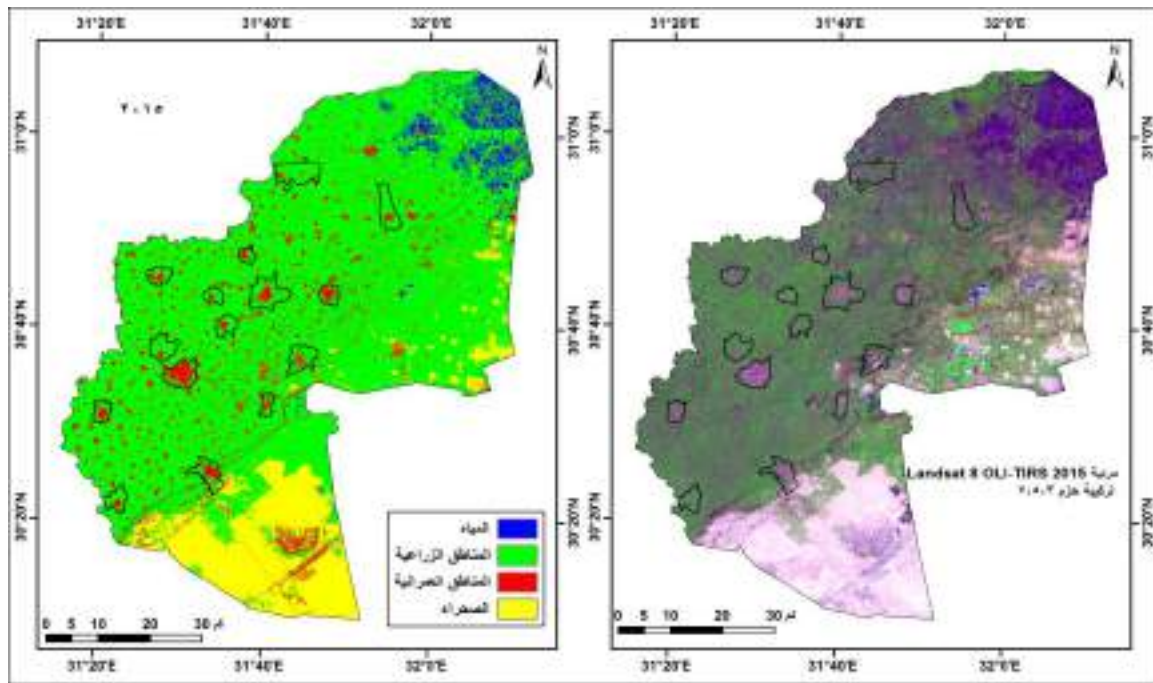 31°20'E 31°40'E 32°0'E
N
٢٠١٥
31°0'N
30°40'N
30°20'N
المياه
المناطق الزراعية
المناطق العمرانية
الصحراء
0 5 10 20 30 كم
31°20'E 31°40'E 32°0'E
31°20'E 31°40'E 32°0'E
N
31°0'N
30°40'N
30°20'N
مرئية Landsat 8 OLI-TIRS 2015
تركيبة حزم ٢،٥،٧
0 5 10 20 30 كم
31°20'E 31°40'E 32°0'E